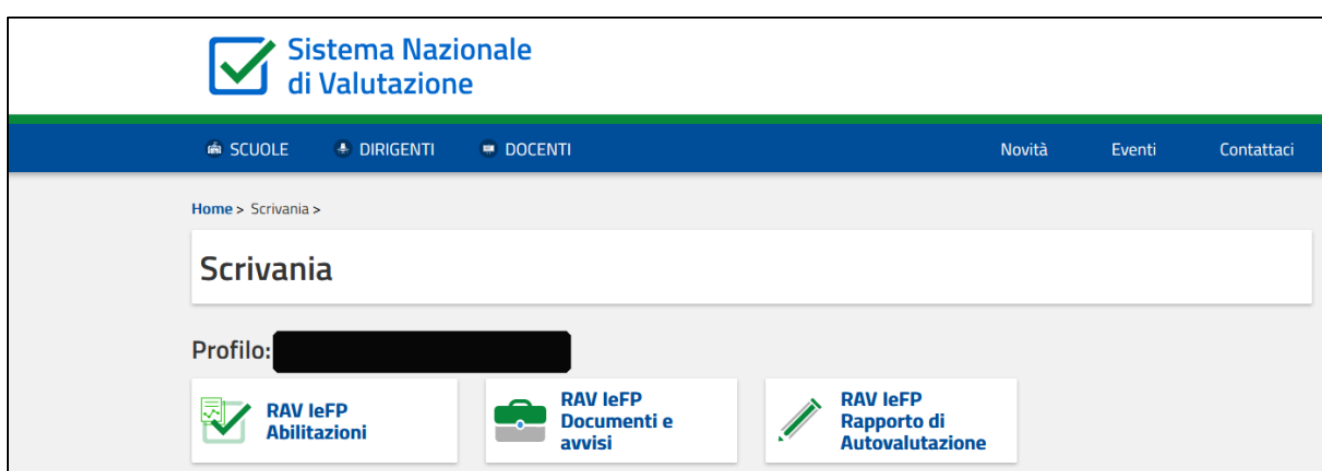 Sistema Nazionale
di Valutazione
SCUOLE DIRIGENTI DOCENTI Novità Eventi Contattaci
Home > Scrivania >
Scrivania
Profilo:
RAV IeFP
Abilitazioni
RAV IeFP
Documenti e
avvisi
RAV IeFP
Rapporto di
Autovalutazione